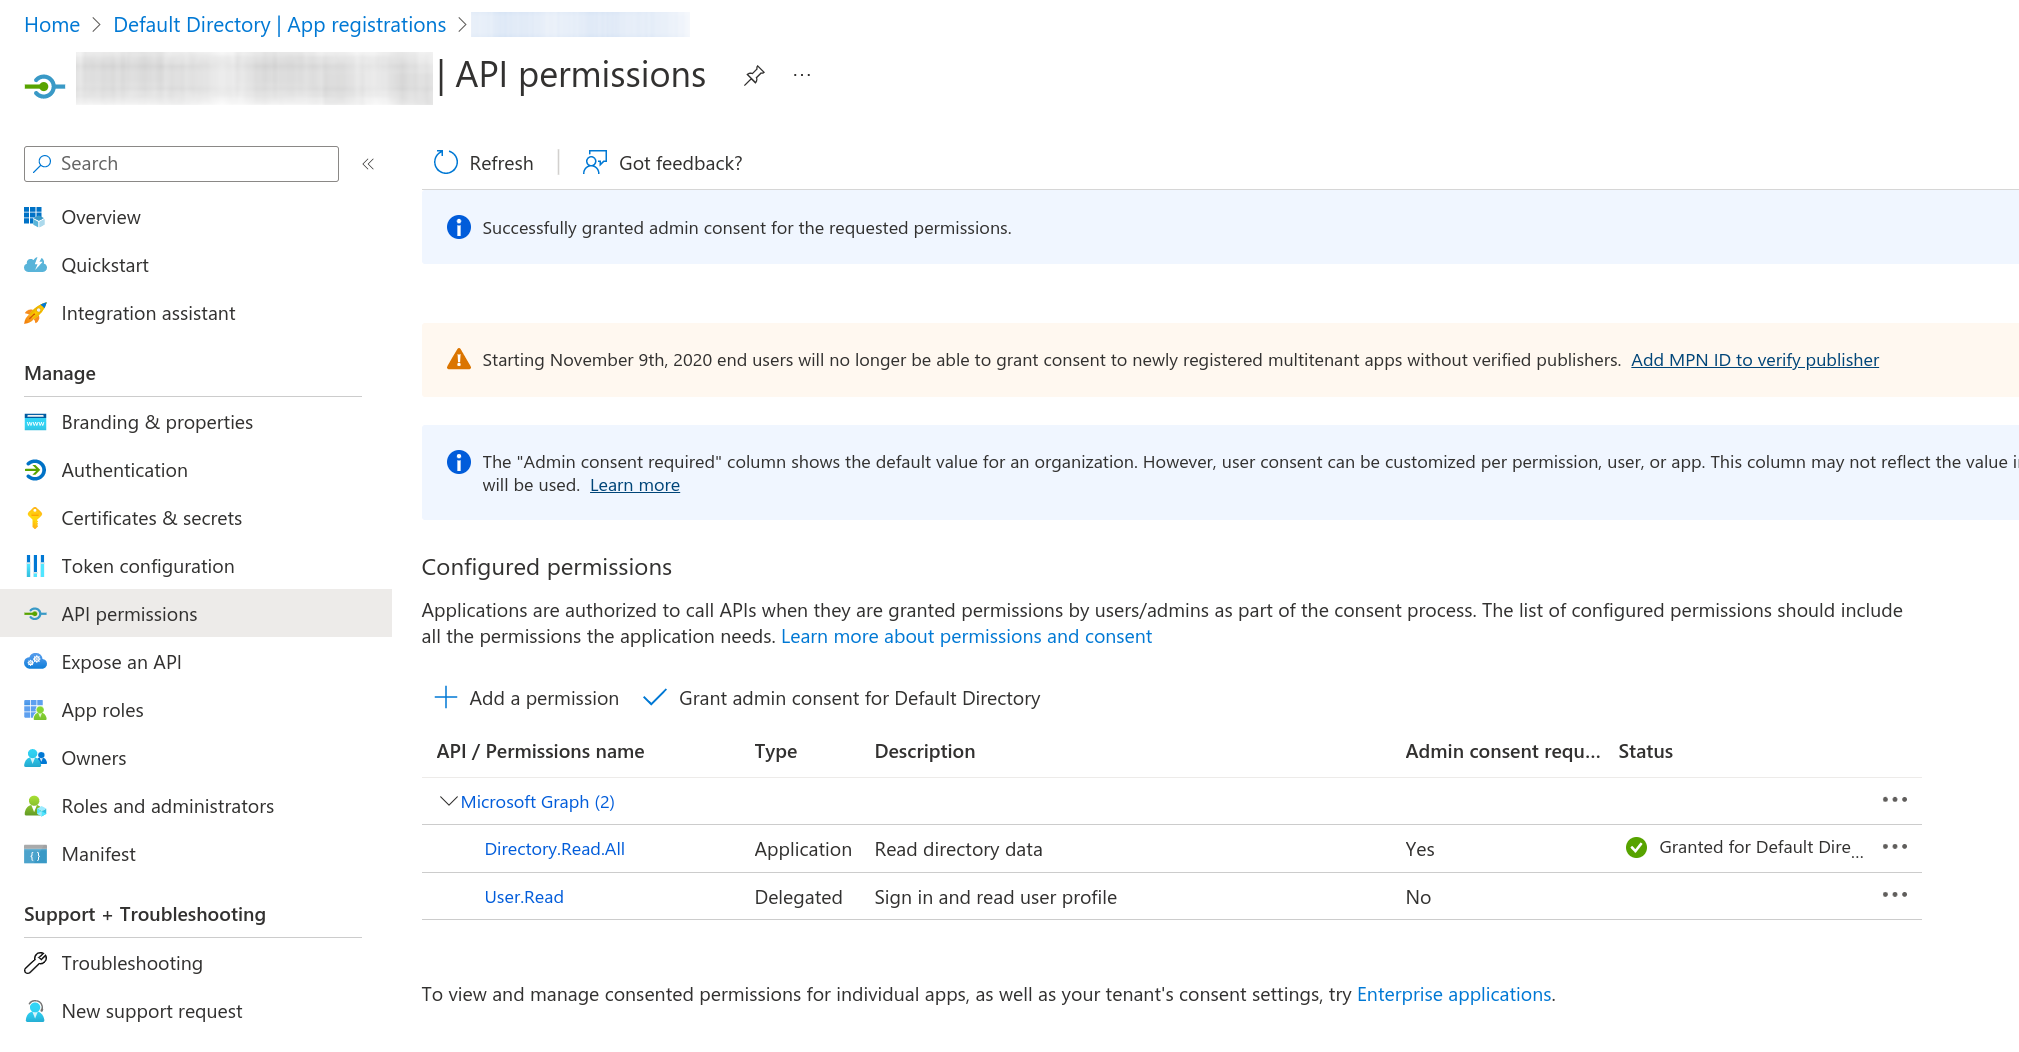 Home > Default Directory | App registrations >
| API permissions ...
Search «
Overview
Quickstart
Integration assistant
Manage
Branding & properties
Authentication
Certificates & secrets
Token configuration
API permissions
Expose an API
App roles
Owners
Roles and administrators
Manifest
Support + Troubleshooting
Troubleshooting
New support request
Refresh | Got feedback?
Successfully granted admin consent for the requested permissions.
Starting November 9th, 2020 end users will no longer be able to grant consent to newly registered multitenant apps without verified publishers. Add MPN ID to verify publisher
The "Admin consent required" column shows the default value for an organization. However, user consent can be customized per permission, user, or app. This column may not reflect the value
will be used. Learn more
Configured permissions
Applications are authorized to call APIs when they are granted permissions by users/admins as part of the consent process. The list of configured permissions should include
all the permissions the application needs. Learn more about permissions and consent
Add a permission Grant admin consent for Default Directory
API / Permissions name Type Description Admin consent requ... Status
Microsoft Graph (2)
Directory.Read.All Application Read directory data Yes Granted for Default Dire...
User.Read Delegated Sign in and read user profile No
To view and manage consented permissions for individual apps, as well as your tenant's consent settings, try Enterprise applications.